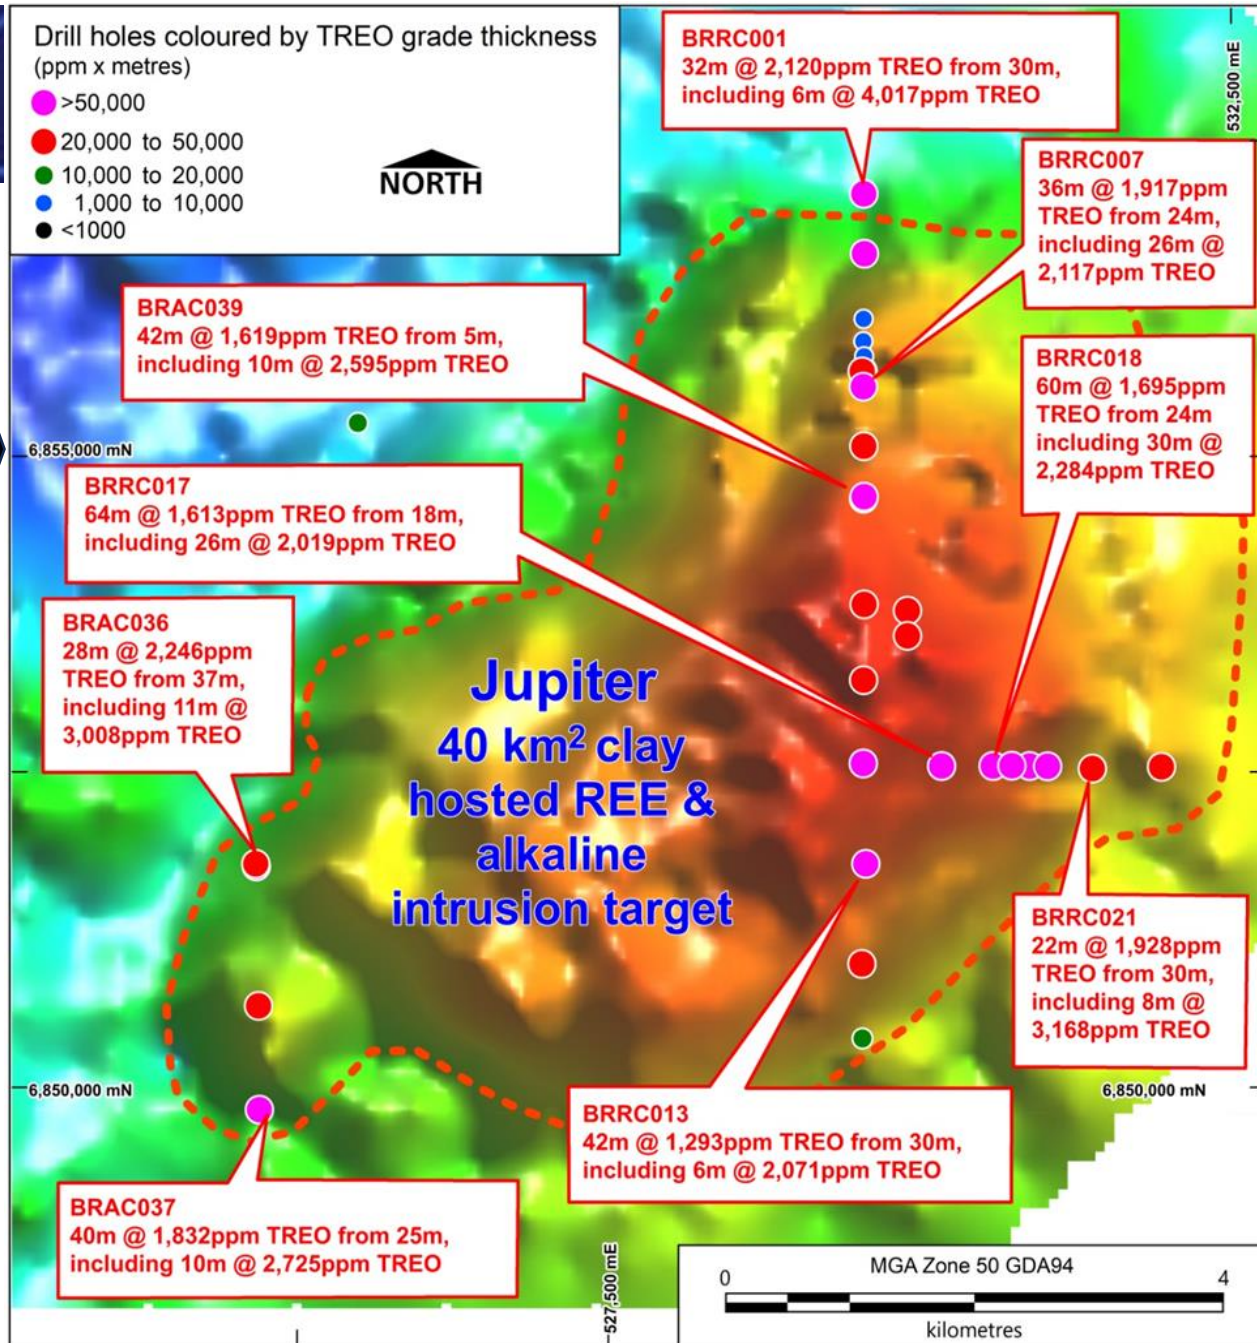 Drill holes coloured by TREO grade thickness
(ppm x metres)
>50,000
20,000 to 50,000
10,000 to 20,000
1,000 to 10,000
<1000
NORTH
BRRC001
32m @ 2,120ppm TREO from 30m,
including 6m @ 4,017ppm TREO
532,500 mE
BRRC007
36m @ 1,917ppm
TREO from 24m,
including 26m @
2,117ppm TREO
BRAC039
42m @ 1,619ppm TREO from 5m,
including 10m @ 2,595ppm TREO
BRRC018
60m @ 1,695ppm
TREO from 24m
including 30m @
2,284ppm TREO
6,855,000 mN
BRRC017
64m @ 1,613ppm TREO from 18m,
including 26m @ 2,019ppm TREO
BRAC036
28m @ 2,246ppm
TREO from 37m,
including 11m @
3,008ppm TREO
Jupiter
40 km² clay
hosted REE &
alkaline
intrusion target
BRRC021
22m @ 1,928ppm
TREO from 30m,
including 8m @
3,168ppm TREO
6,850,000 mN
6,850,000 mN
BRRC013
42m @ 1,293ppm TREO from 30m,
including 6m @ 2,071ppm TREO
BRAC037
40m @ 1,832ppm TREO from 25m,
including 10m @ 2,725ppm TREO
527,500 mE
MGA Zone 50 GDA94
0 4
kilometres